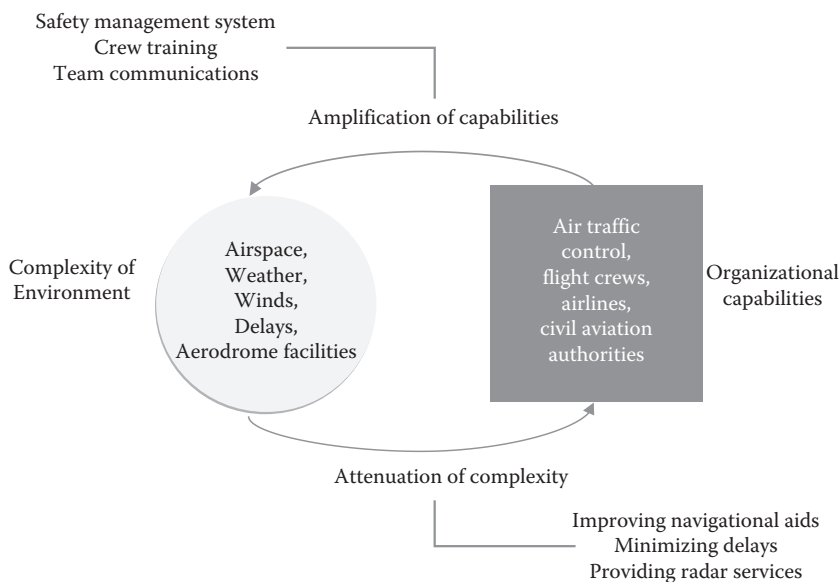 Safety management system
Crew training
Team communications
Amplification of capabilities
Complexity of
Environment
Airspace,
Weather,
Winds,
Delays,
Aerodrome facilities
Air traffic
control,
flight crews,
airlines,
civil aviation
authorities
Organizational
capabilities
Attenuation of complexity
Improving navigational aids
Minimizing delays
Providing radar services